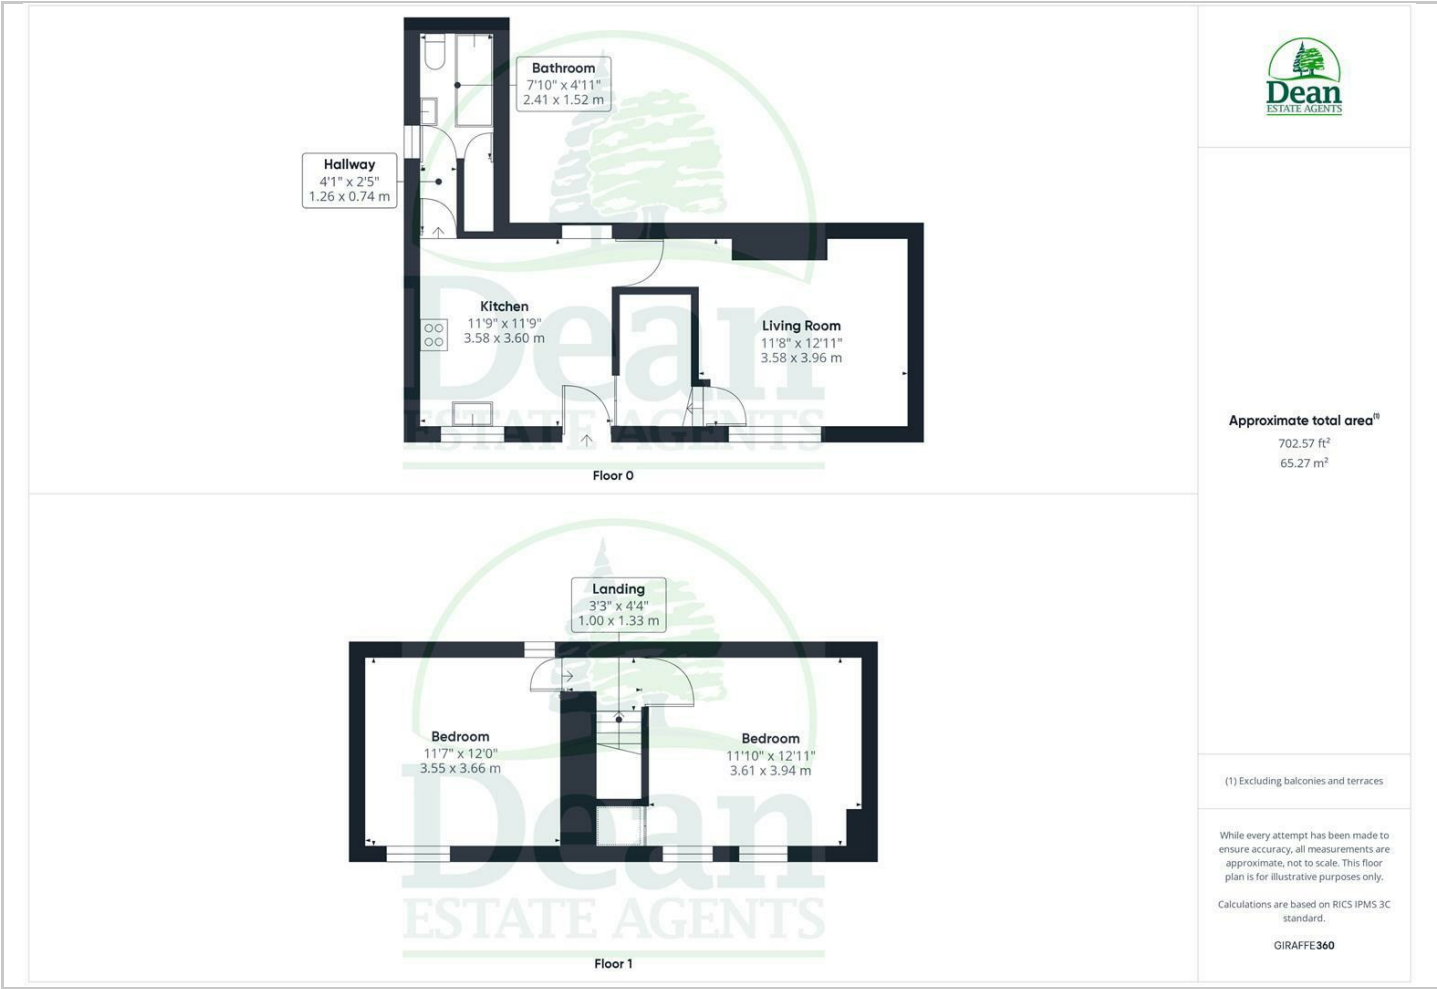 Bathroom
7'10" x 4'11"
2.41 x 1.52 m
Hallway
4'1" x 2'5"
1.26 x 0.74 m
Kitchen
11'9" x 11'9"
3.58 x 3.60 m
Living Room
11'8" x 12'11"
3.58 x 3.96 m
Dean
ESTATE AGENTS
Floor 0
Landing
3'3" x 4'4"
1.00 x 1.33 m
Bedroom
11'7" x 12'0"
3.55 x 3.66 m
Bedroom
11'10" x 12'11"
3.61 x 3.94 m
Dean
ESTATE AGENTS
Floor 1
Dean
ESTATE AGENTS
Approximate total area⁽¹⁾
702.57 ft²
65.27 m²
(1) Excluding balconies and terraces
While every attempt has been made to
ensure accuracy, all measurements are
approximate, not to scale. This floor
plan is for illustrative purposes only.
Calculations are based on RICS IPMS 3C
standard.
GIRAFFE360